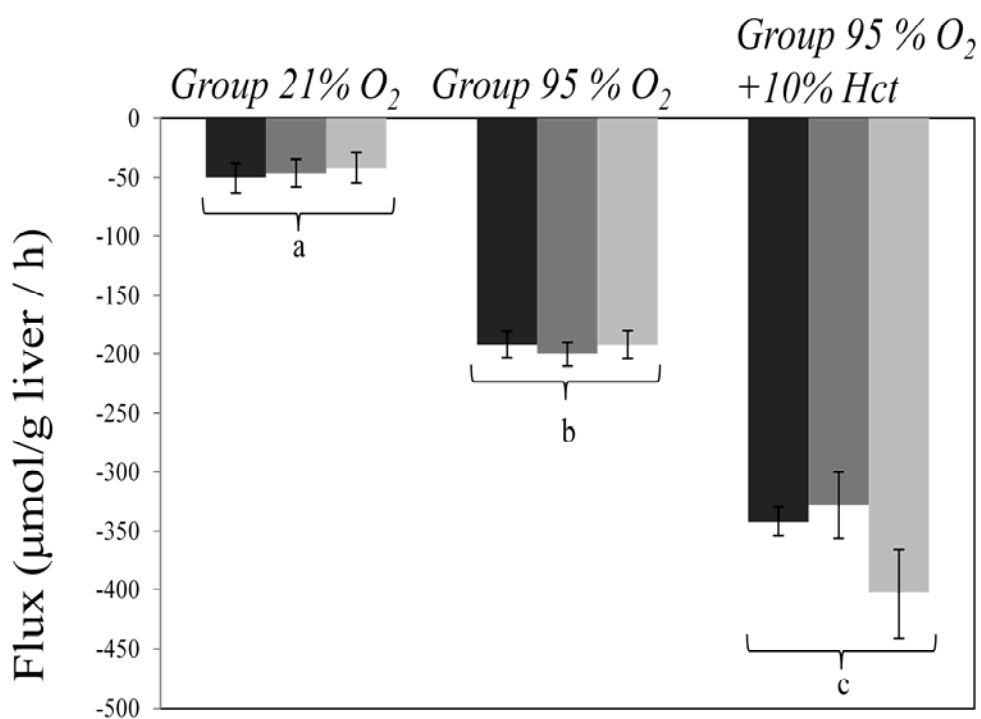 Group 95 % O2
Group 21% O2 Group 95 % O2 +10% Hct
0
-50
-100
a
-150
-200
-250
b
-300
-350
-400
-450
c
-500
Flux (µmol/g liver / h)